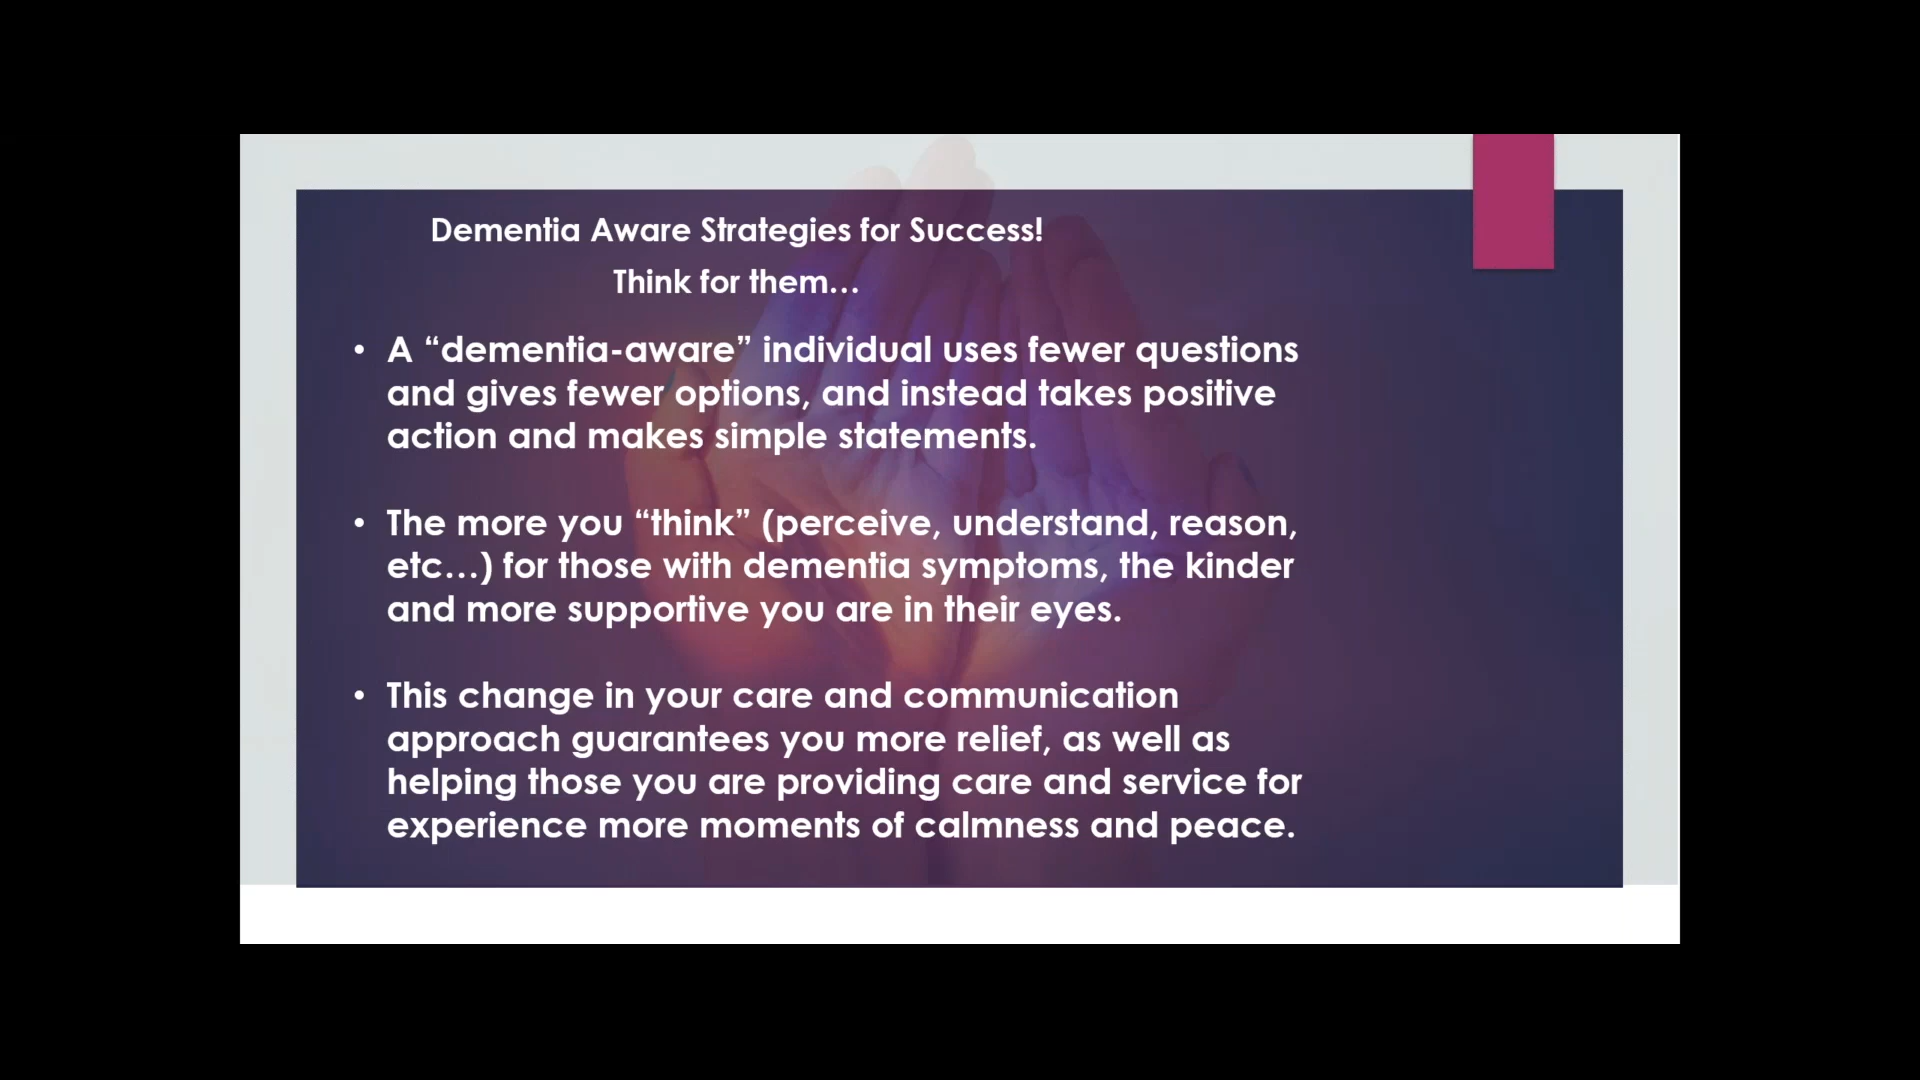 Dementia Aware Strategies for Success!
Think for them…
• A “dementia-aware” individual uses fewer questions
and gives fewer options, and instead takes positive
action and makes simple statements.
• The more you “think” (perceive, understand, reason,
etc…) for those with dementia symptoms, the kinder
and more supportive you are in their eyes.
• This change in your care and communication
approach guarantees you more relief, as well as
helping those you are providing care and service for
experience more moments of calmness and peace.